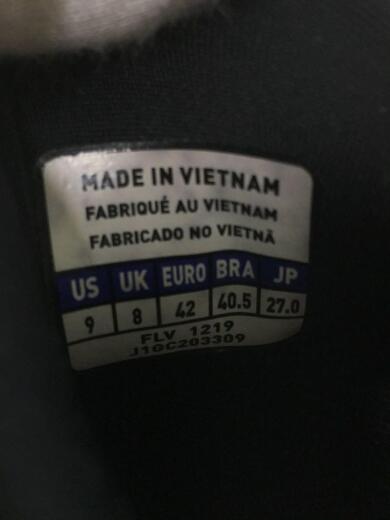 MADE IN VIETNAM
FABRIQUÉ AU VIETNAM
FABRICADO NO VIETNÃ
US UK EURO BRA JP
9 8 42 40.5 27.0
FLV 1219
J1GC203309